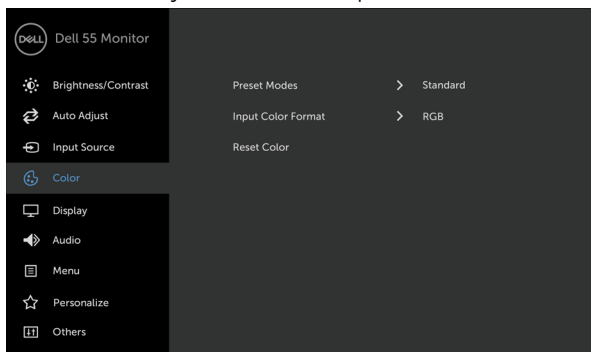 DELL
Dell 55 Monitor
Brightness/Contrast
Auto Adjust
Input Source
Color
Display
Audio
Menu
Personalize
Others
Preset Modes > Standard
Input Color Format > RGB
Reset Color